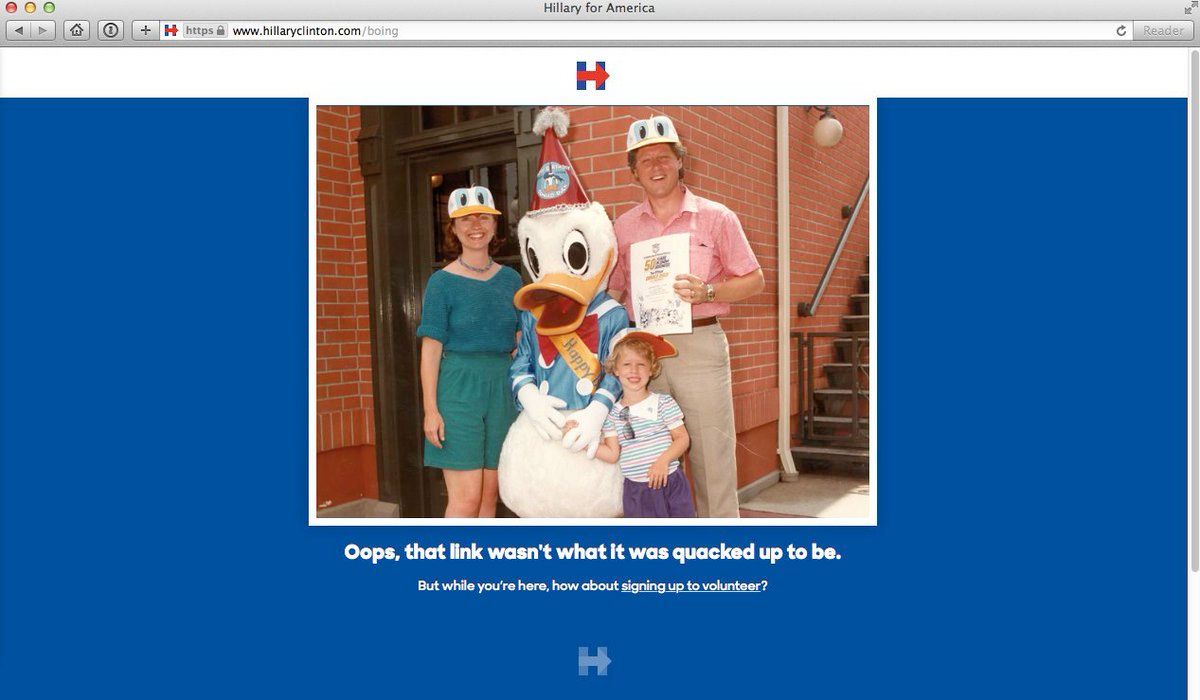 Hillary for America
https www.hillaryclinton.com/boing
Reader
50
Happy
Oops, that link wasn't what it was quacked up to be.
But while you're here, how about signing up to volunteer?